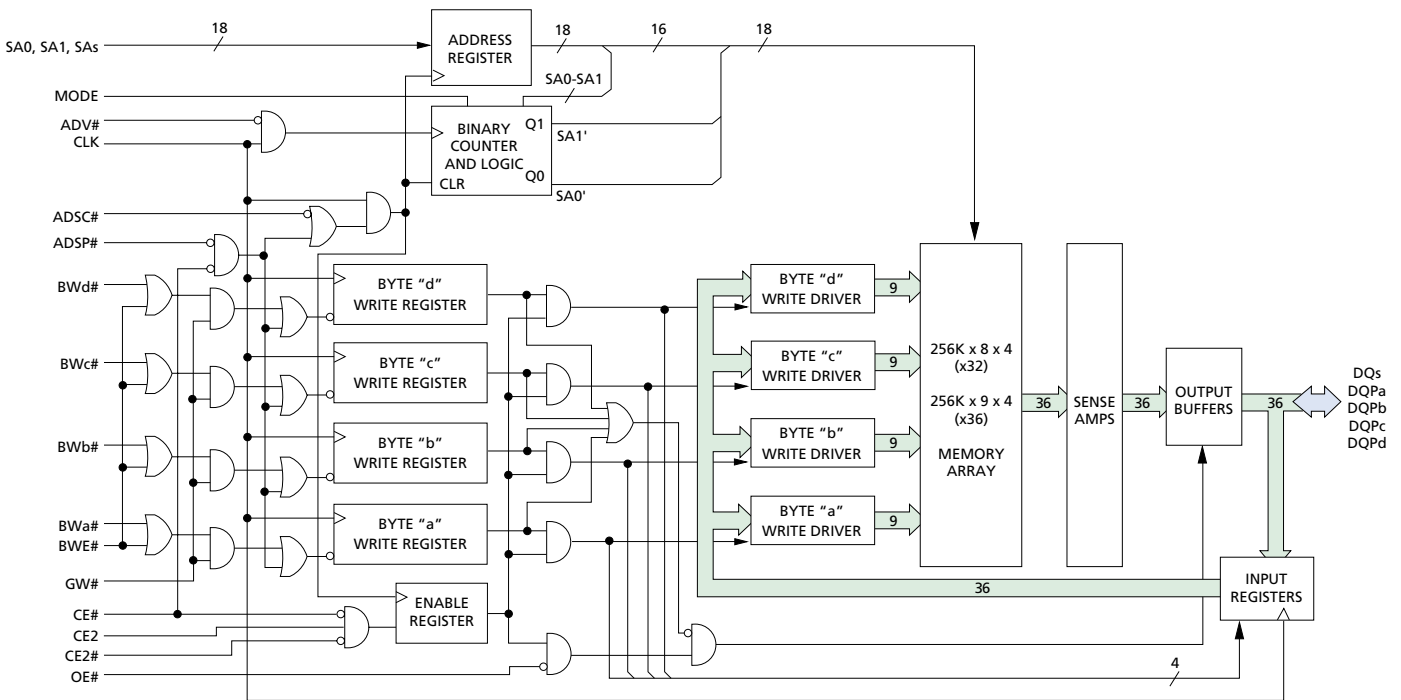 SA0, SA1, SAs
18
ADDRESS
REGISTER
18
16
18
SA0-SA1
MODE
ADV#
CLK
BINARY
COUNTER
AND LOGIC
CLR
Q1
Q0
SA1'
SA0'
ADSC#
ADSP#
BWd#
BYTE “d”
WRITE REGISTER
BYTE “d”
WRITE DRIVER
9
BWc#
BYTE “c”
WRITE REGISTER
BYTE “c”
WRITE DRIVER
9
BWb#
BYTE “b”
WRITE REGISTER
BYTE “b”
WRITE DRIVER
9
BWa#
BWE#
BYTE “a”
WRITE REGISTER
BYTE “a”
WRITE DRIVER
9
256K x 8 x 4
(x32)
256K x 9 x 4
(x36)
MEMORY
ARRAY
36
SENSE
AMPS
36
OUTPUT
BUFFERS
36
DQs
DQPa
DQPb
DQPc
DQPd
GW#
CE#
CE2
CE2#
OE#
ENABLE
REGISTER
36
INPUT
REGISTERS
4